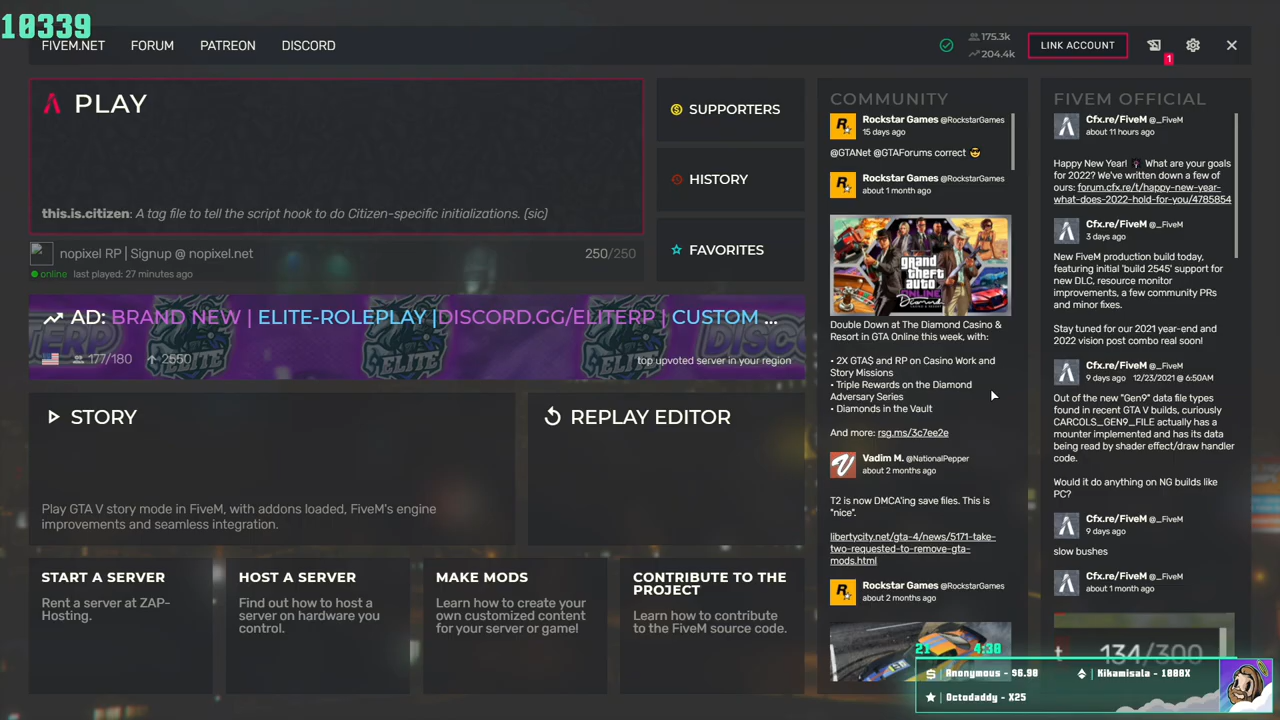 10339
FIVEM.NET
FORUM
PATREON
DISCORD
175.3k
204.4k
LINK ACCOUNT
1
PLAY
this.is.citizen: A tag file to tell the script hook to do Citizen-specific initializations. (sic)
nopixel RP | Signup @ nopixel.net
250/250
online
last played: 27 minutes ago
SUPPORTERS
HISTORY
FAVORITES
AD: BRAND NEW | ELITE-ROLEPLAY |DISCORD.GG/ELITERP | CUSTOM ...
177/180
2550
top upvoted server in your region
ELITE
ELITE
ELITE
STORY
Play GTA V story mode in FiveM, with addons loaded, FiveM's engine
improvements and seamless integration.
REPLAY EDITOR
START A SERVER
Rent a server at ZAP-
Hosting.
HOST A SERVER
Find out how to host a
server on hardware you
control.
MAKE MODS
Learn how to create your
own customized content
for your server or game!
CONTRIBUTE TO THE
PROJECT
Learn how to contribute
to the FiveM source code.
COMMUNITY
Rockstar Games @RockstarGames
15 days ago
@GTANet @GTAForums correct 😎
Rockstar Games @RockstarGames
about 1 month ago
grand
theft
auto
ONLINE
Diamond
Double Down at The Diamond Casino &
Resort in GTA Online this week, with:
• 2X GTA$ and RP on Casino Work and
Story Missions
• Triple Rewards on the Diamond
Adversary Series
• Diamonds in the Vault
And more: rsg.ms/3c7ee2e
Vadim M. @NationalPepper
about 2 months ago
T2 is now DMCA'ing save files. This is
"nice".
libertycity.net/gta-4/news/5171-take-
two-requested-to-remove-gta-
mods.html
Rockstar Games @RockstarGames
about 2 months ago
FIVEM OFFICIAL
Cfx.re/FiveM @_FiveM
about 11 hours ago
Happy New Year! What are your goals
for 2022? We've written down a few of
ours: forum.cfx.re/t/happy-new-year-
what-does-2022-hold-for-you/4785854
Cfx.re/FiveM @_FiveM
3 days ago
New FiveM production build today,
featuring initial 'build 2545' support for
new DLC, resource monitor
improvements, a few community PRs
and minor fixes.
Stay tuned for our 2021 year-end and
2022 vision post combo real soon!
Cfx.re/FiveM @_FiveM
9 days ago 12/23/2021 @ 6:50AM
Out of the new "Gen9" data file types
found in recent GTA V builds, curiously
CARCOLS_GEN9_FILE actually has a
mounter implemented and has its data
being read by shader effect/draw handler
code.
Would it do anything on NG builds like
PC?
Cfx.re/FiveM @_FiveM
9 days ago
slow bushes
Cfx.re/FiveM @_FiveM
about 1 month ago
134/300
4:30
Anonymous - $6.90
Kikamisala - 1000X
Octodaddy - X25